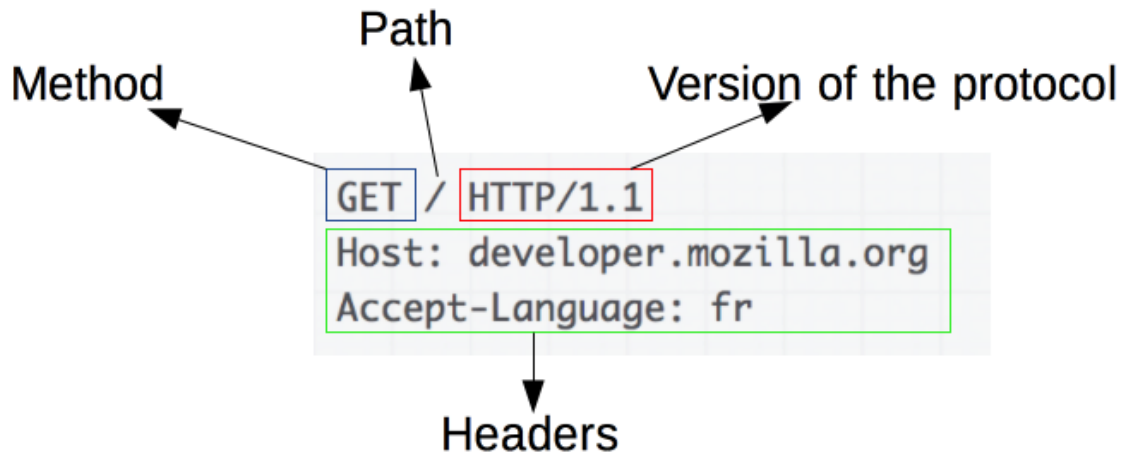 Path
Method
Version of the protocol
GET / HTTP/1.1
Host: developer.mozilla.org
Accept-Language: fr
Headers